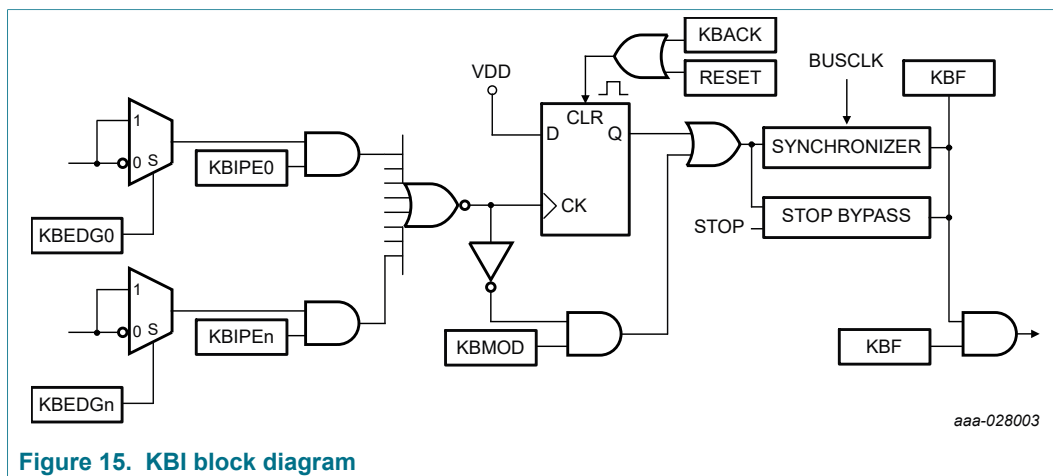 KBACK
RESET
VDD
BUSCLK
KBF
CLR
D
Q
1
0 S
KBIPE0
SYNCHRONIZER
CK
STOP BYPASS
STOP
KBEDG0
1
0 S
KBIPEn
KBMOD
KBF
KBEDGn
aaa-028003
Figure 15. KBI block diagram